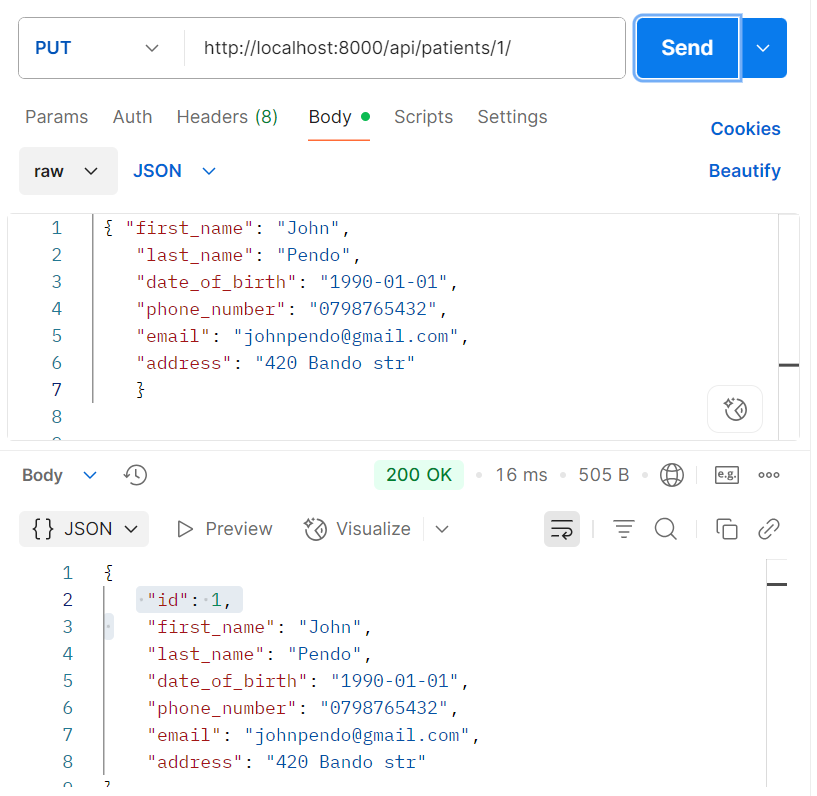 PUT http://localhost:8000/api/patients/1/ Send
Params Auth Headers (8) Body Scripts Settings Cookies
raw JSON Beautify
1 { "first_name": "John",
2 "last_name": "Pendo",
3 "date_of_birth": "1990-01-01",
4 "phone_number": "0798765432",
5 "email": "johnpendo@gmail.com",
6 "address": "420 Bando str"
7 }
8
Body 200 OK 16 ms 505 B e.g.
{} JSON Preview Visualize
1 {
2 "id": 1,
3 "first_name": "John",
4 "last_name": "Pendo",
5 "date_of_birth": "1990-01-01",
6 "phone_number": "0798765432",
7 "email": "johnpendo@gmail.com",
8 "address": "420 Bando str"